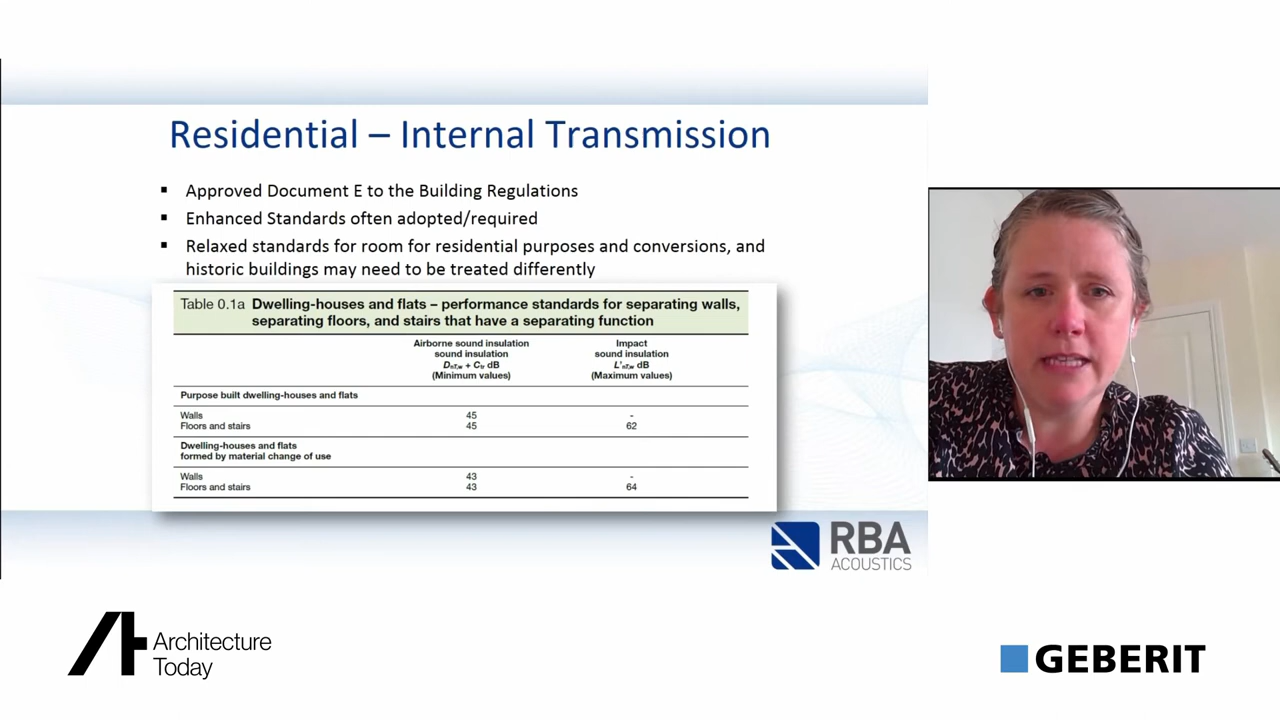 Residential – Internal Transmission
▪ Approved Document E to the Building Regulations
▪ Enhanced Standards often adopted/required
▪ Relaxed standards for room for residential purposes and conversions, and
historic buildings may need to be treated differently
Table 0.1a Dwelling-houses and flats – performance standards for separating walls,
separating floors, and stairs that have a separating function
Airborne sound insulation Impact
sound insulation sound insulation
DnT,w + Ctr dB L'nT,w dB
(Minimum values) (Maximum values)
Purpose built dwelling-houses and flats
Walls 45 -
Floors and stairs 45 62
Dwelling-houses and flats
formed by material change of use
Walls 43 -
Floors and stairs 43 64
RBA
ACOUSTICS
Architecture
Today
GEBERIT